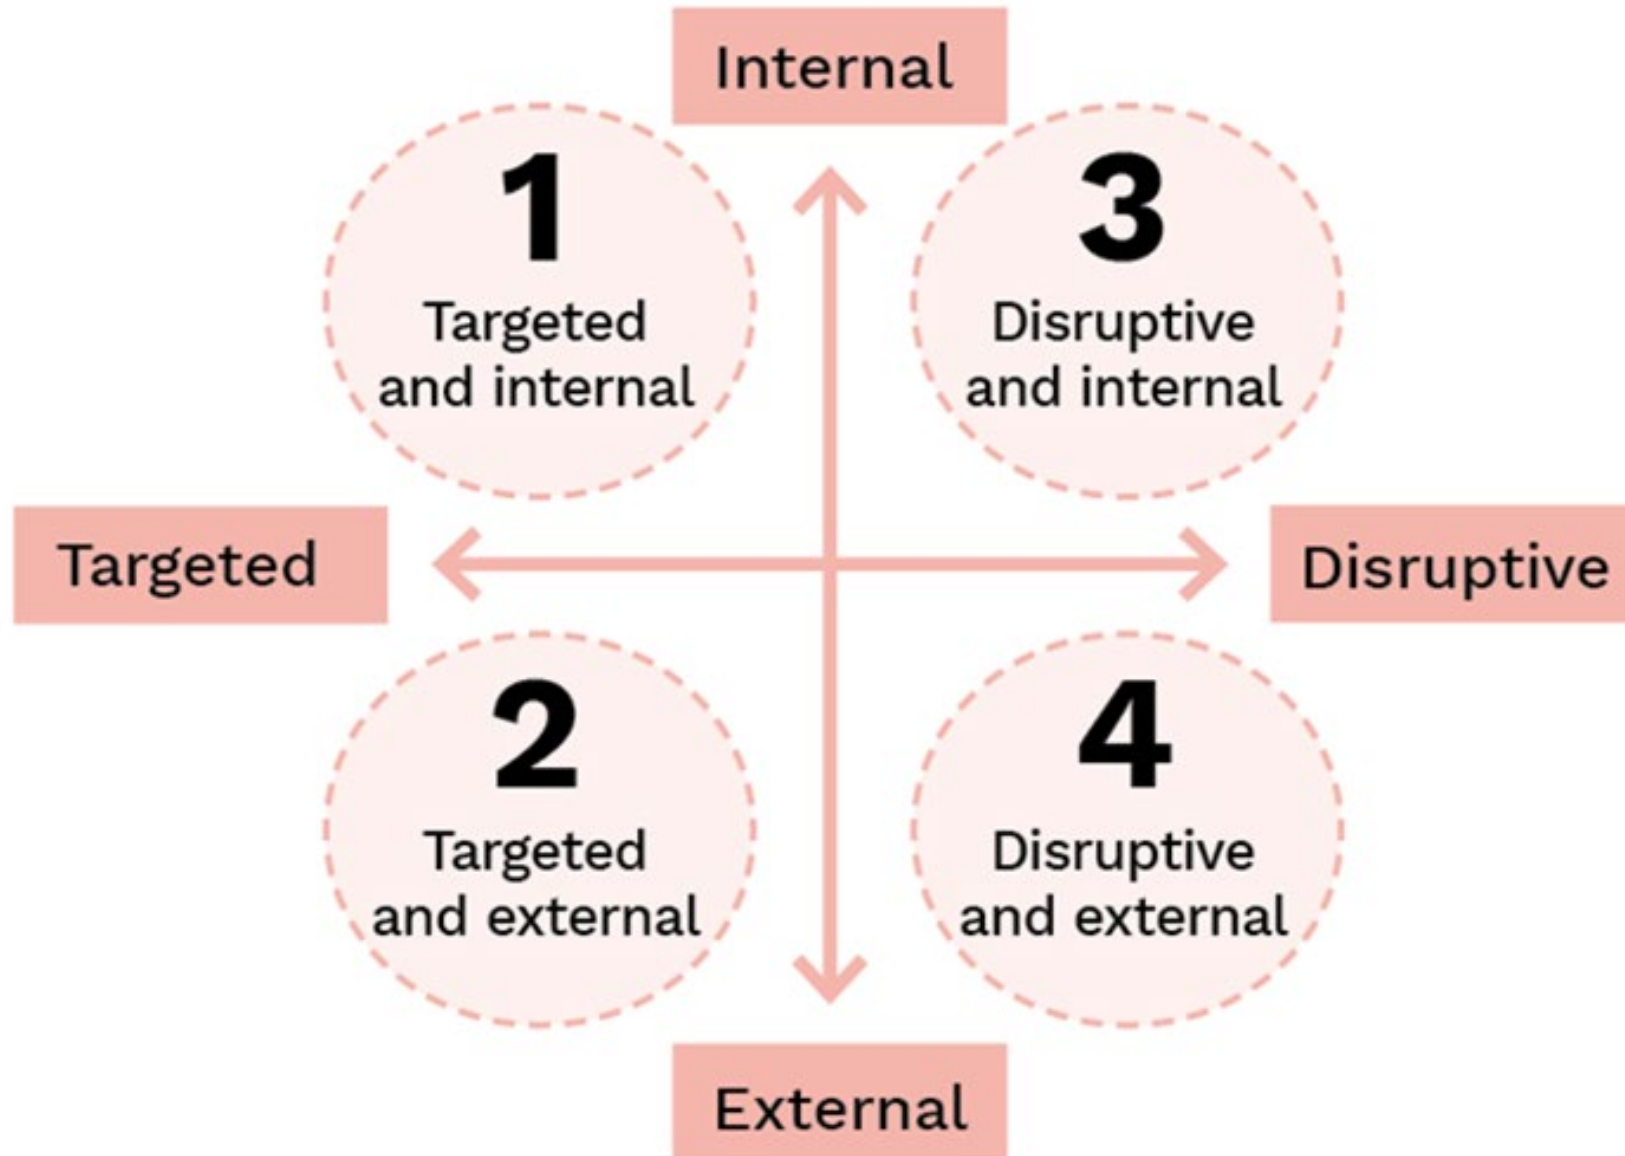 Internal
1
Targeted
and internal
3
Disruptive
and internal
Targeted
Disruptive
2
Targeted
and external
4
Disruptive
and external
External